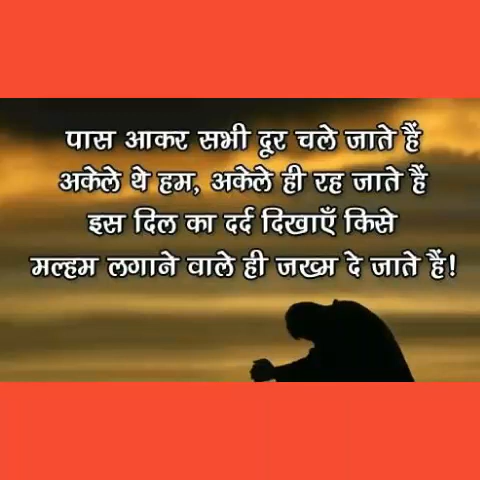 पास आकर सभी दूर चले जाते हैं
अकेले थे हम, अकेले ही रह जाते हैं
इस दिल का दर्द दिखाएँ किसे
मल्हम लगाने वाले ही जख्म दे जाते हैं!